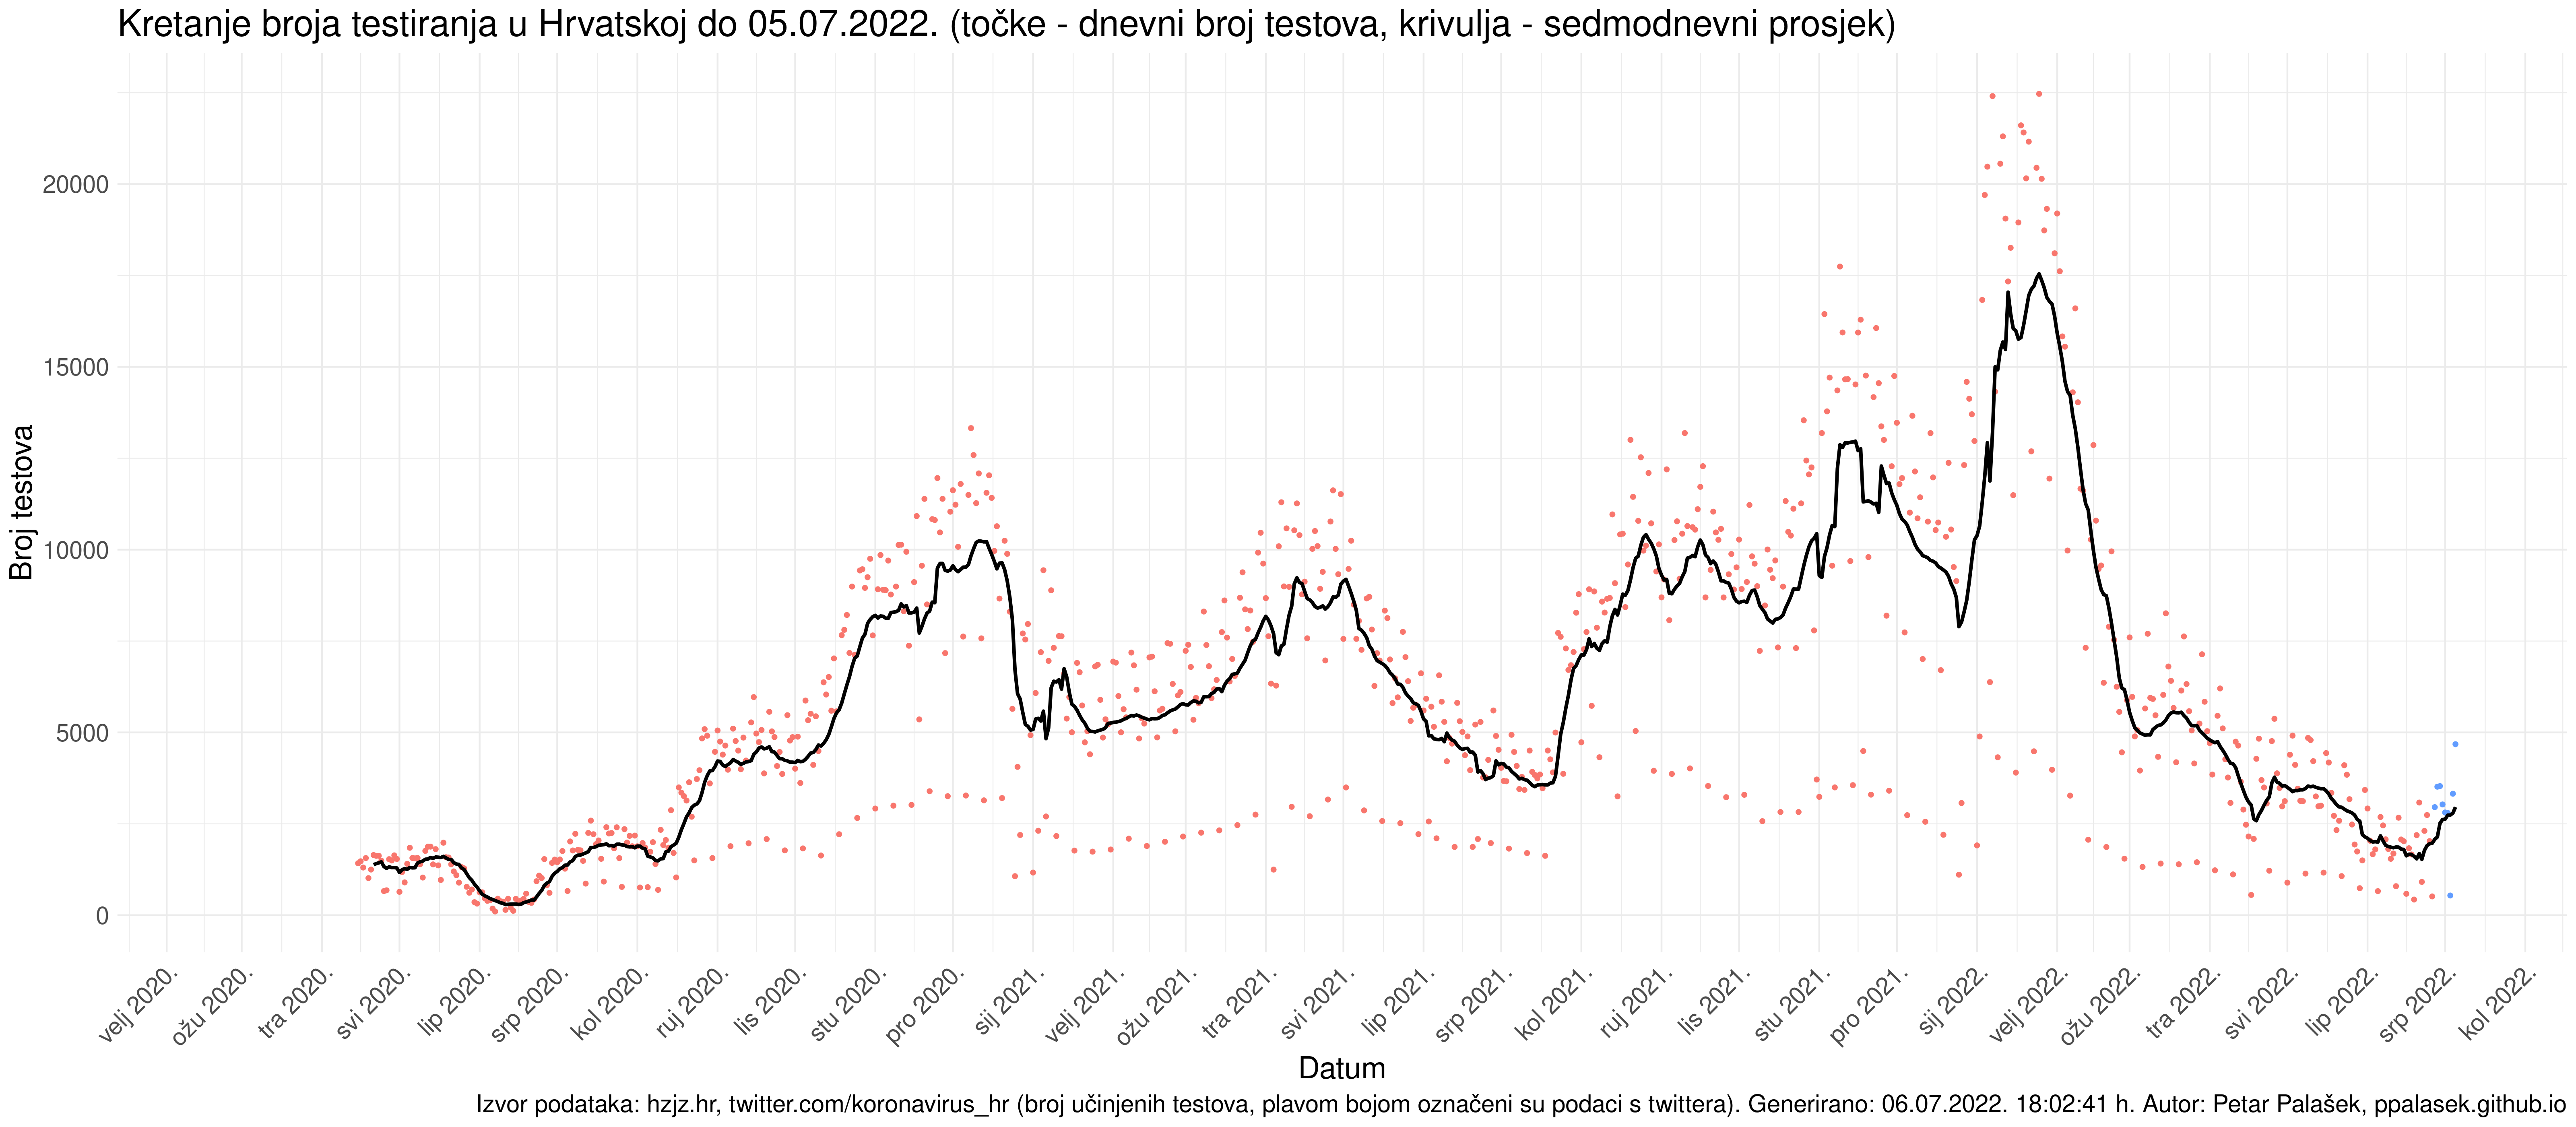 Kretanje broja testiranja u Hrvatskoj do 05.07.2022. (točke - dnevni broj testova, krivulja - sedmodnevni prosjek)
Broj testova
20000
15000
10000
5000
0
velj 2020.
ožu 2020.
tra 2020.
svi 2020.
lip 2020.
srp 2020.
kol 2020.
ruj 2020.
lis 2020.
stu 2020.
pro 2020.
sij 2021.
velj 2021.
ožu 2021.
tra 2021.
svi 2021.
lip 2021.
srp 2021.
kol 2021.
ruj 2021.
lis 2021.
stu 2021.
pro 2021.
sij 2022.
velj 2022.
ožu 2022.
tra 2022.
svi 2022.
lip 2022.
srp 2022.
kol 2022.
Datum
Izvor podataka: hzjz.hr, twitter.com/koronavirus_hr (broj učinjenih testova, plavom bojom označeni su podaci s twittera). Generirano: 06.07.2022. 18:02:41 h. Autor: Petar Palašek, ppalasek.github.io